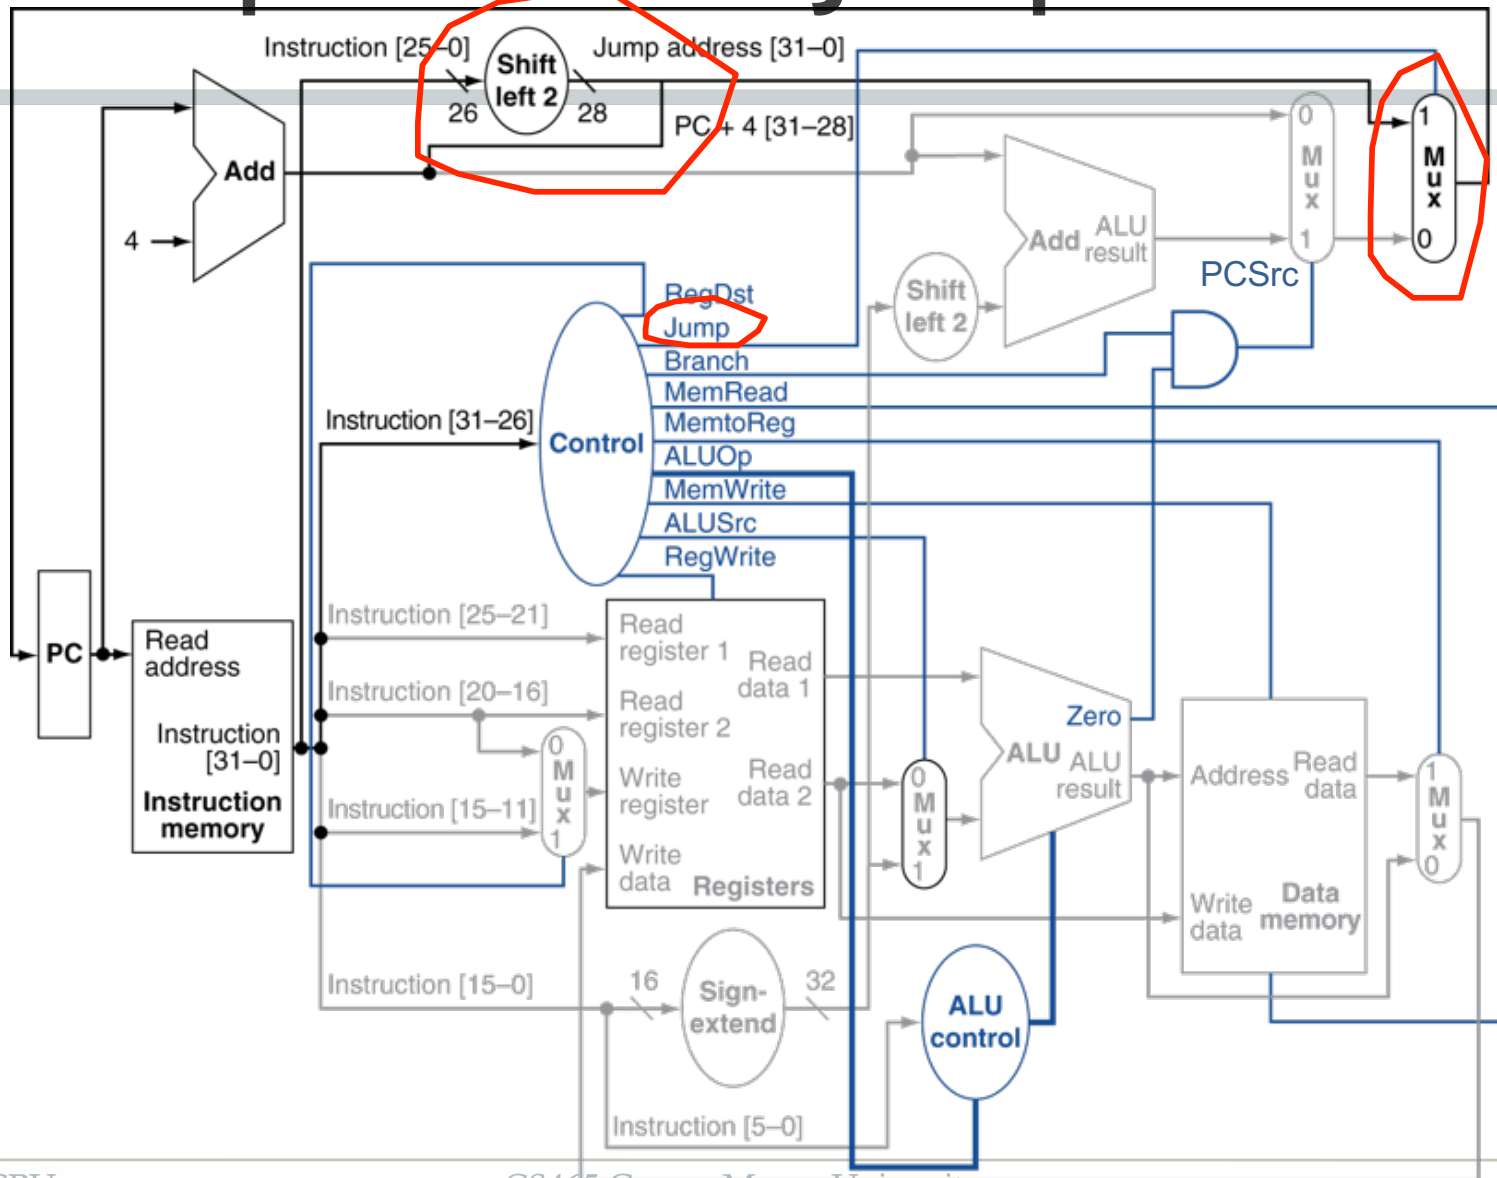 Instruction [25–0]
Shift
left 2
Jump address [31–0]
26
28
PC + 4 [31–28]
Add
4
0
M
u
x
1
1
M
u
x
0
Add
ALU
result
PCSrc
Shift
left 2
RegDst
Jump
Branch
MemRead
MemtoReg
ALUOp
MemWrite
ALUSrc
RegWrite
Instruction [31–26]
Control
PC
Read
address
Instruction
[31–0]
Instruction
memory
Instruction [25–21]
Instruction [20–16]
Instruction [15–11]
0
M
u
x
1
Read
register 1
Read
register 2
Write
register
Write
data
Read
data 1
Read
data 2
Registers
0
M
u
x
1
Zero
ALU
ALU
result
Address
Read
data
Write
data
Data
memory
1
M
u
x
0
Instruction [15–0]
16
Sign-
extend
32
ALU
control
Instruction [5–0]